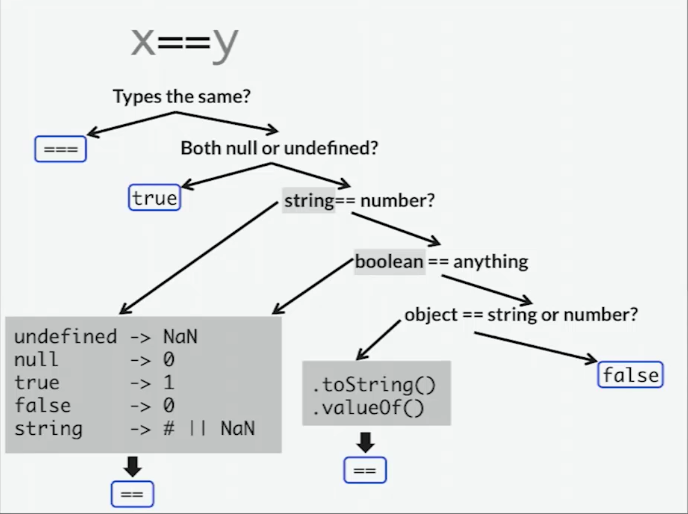 x==y
Types the same?
===
Both null or undefined?
true
string== number?
boolean == anything
object == string or number?
undefined -> NaN
null -> 0
true -> 1
false -> 0
string -> # || NaN
.toString()
.valueOf()
false
==
==